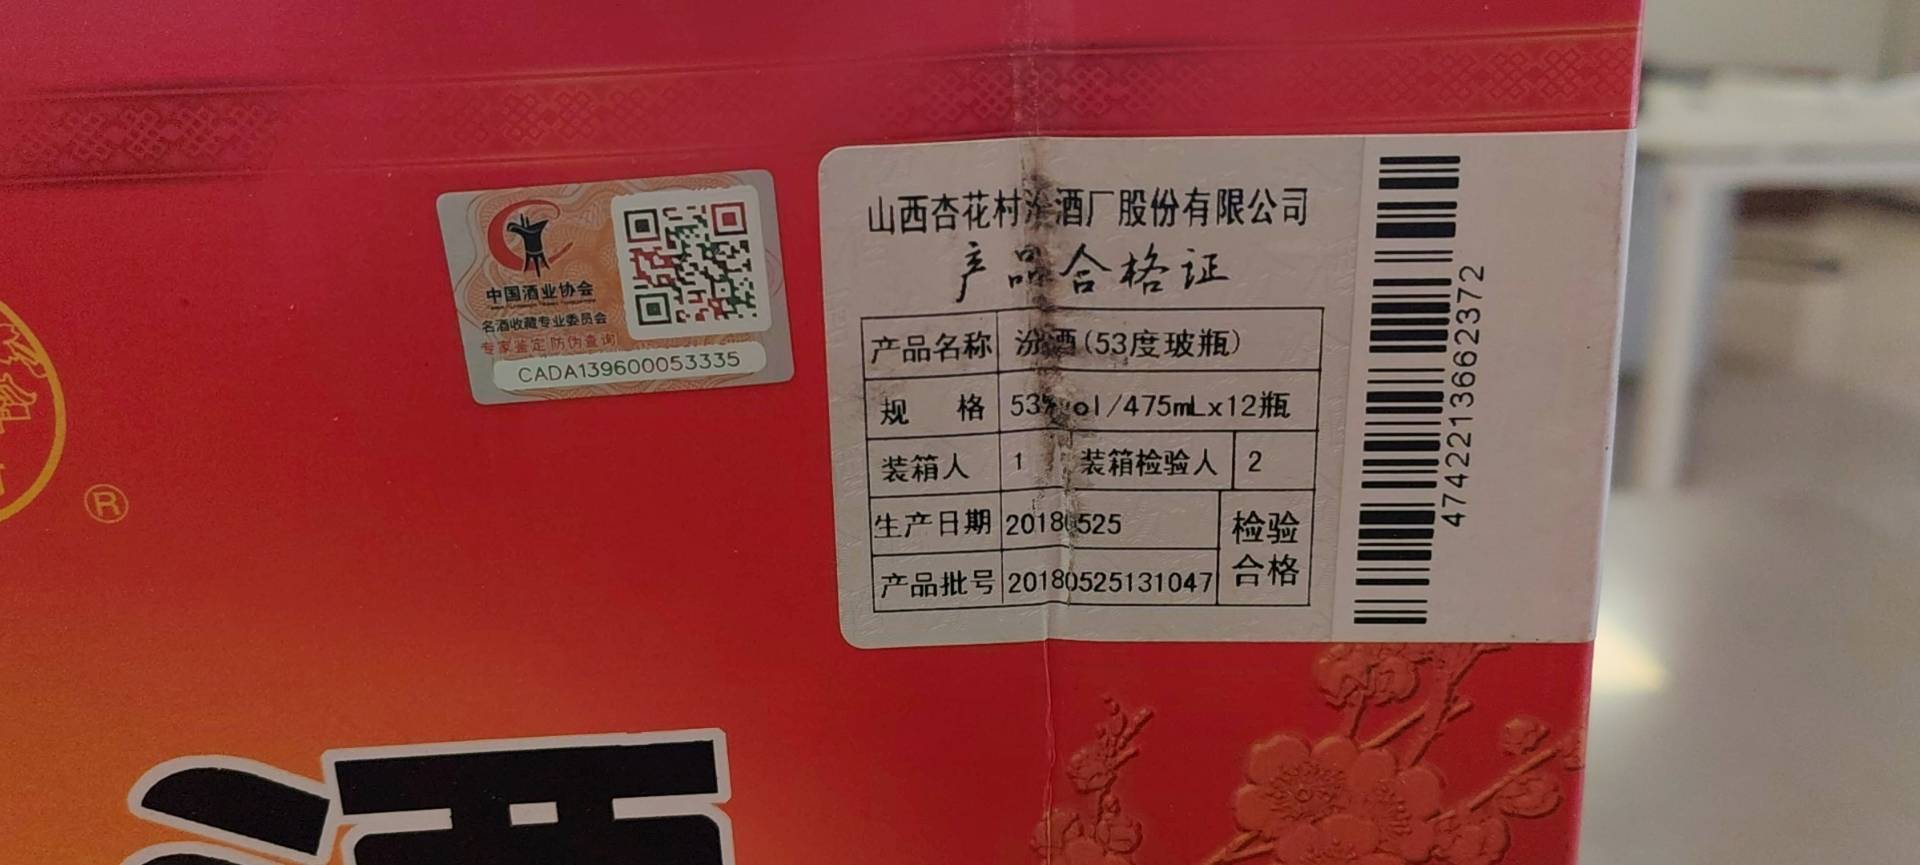 中国酒业协会
名酒收藏专业委员会
专家鉴定防伪查询
CADA139600053335
山西杏花村汾酒厂股份有限公司
产品合格证
产品名称 汾酒(53度玻瓶)
规 格 53%vol/475mLx12瓶
装箱人 1 装箱检验人 2
生产日期 20180525 检验
产品批号 20180525131047 合格
4742213662372
®
酒